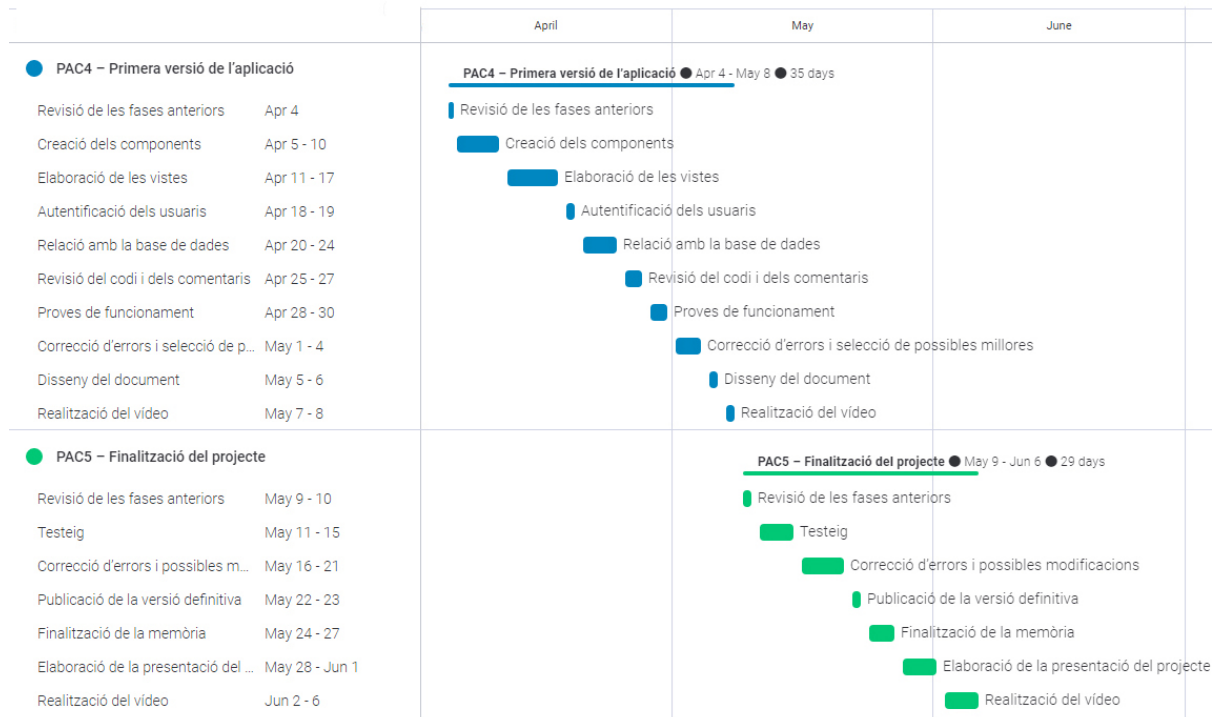 April May June
PAC4 – Primera versió de l'aplicació
PAC4 – Primera versió de l'aplicació ● Apr 4 - May 8 ● 35 days
Revisió de les fases anteriors Apr 4 Revisió de les fases anteriors
Creació dels components Apr 5 - 10 Creació dels components
Elaboració de les vistes Apr 11 - 17 Elaboració de les vistes
Autentificació dels usuaris Apr 18 - 19 Autentificació dels usuaris
Relació amb la base de dades Apr 20 - 24 Relació amb la base de dades
Revisió del codi i dels comentaris Apr 25 - 27 Revisió del codi i dels comentaris
Proves de funcionament Apr 28 - 30 Proves de funcionament
Correcció d'errors i selecció de p... May 1 - 4 Correcció d'errors i selecció de possibles millores
Disseny del document May 5 - 6 Disseny del document
Realització del vídeo May 7 - 8 Realització del vídeo
PAC5 – Finalització del projecte
PAC5 – Finalització del projecte ● May 9 - Jun 6 ● 29 days
Revisió de les fases anteriors May 9 - 10 Revisió de les fases anteriors
Testeig May 11 - 15 Testeig
Correcció d'errors i possibles m... May 16 - 21 Correcció d'errors i possibles modificacions
Publicació de la versió definitiva May 22 - 23 Publicació de la versió definitiva
Finalització de la memòria May 24 - 27 Finalització de la memòria
Elaboració de la presentació del ... May 28 - Jun 1 Elaboració de la presentació del projecte
Realització del vídeo Jun 2 - 6 Realització del vídeo